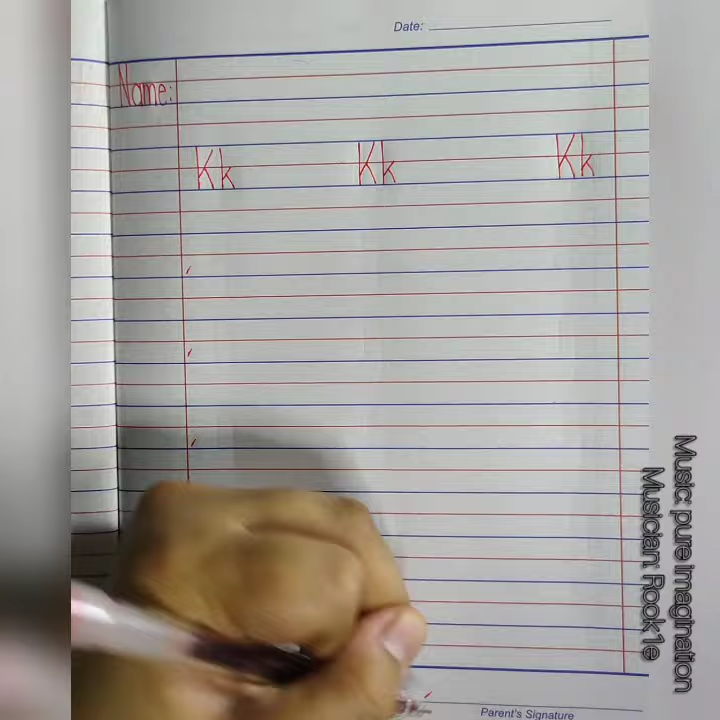 Date:
Name:
Kk Kk Kk
Parent's Signature
Music: pure imagination
Musician: Rook1e